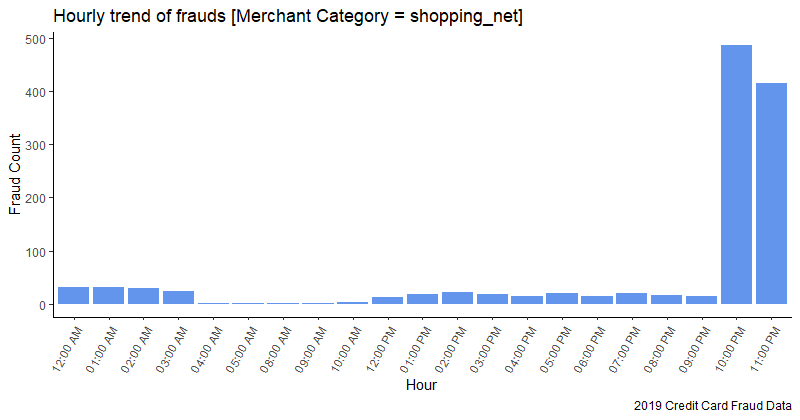 Hourly trend of frauds [Merchant Category = shopping_net]
Fraud Count
500
400
300
200
100
0
12:00 AM
01:00 AM
02:00 AM
03:00 AM
04:00 AM
05:00 AM
08:00 AM
09:00 AM
10:00 AM
12:00 PM
01:00 PM
02:00 PM
03:00 PM
04:00 PM
05:00 PM
06:00 PM
07:00 PM
08:00 PM
09:00 PM
10:00 PM
11:00 PM
Hour
2019 Credit Card Fraud Data